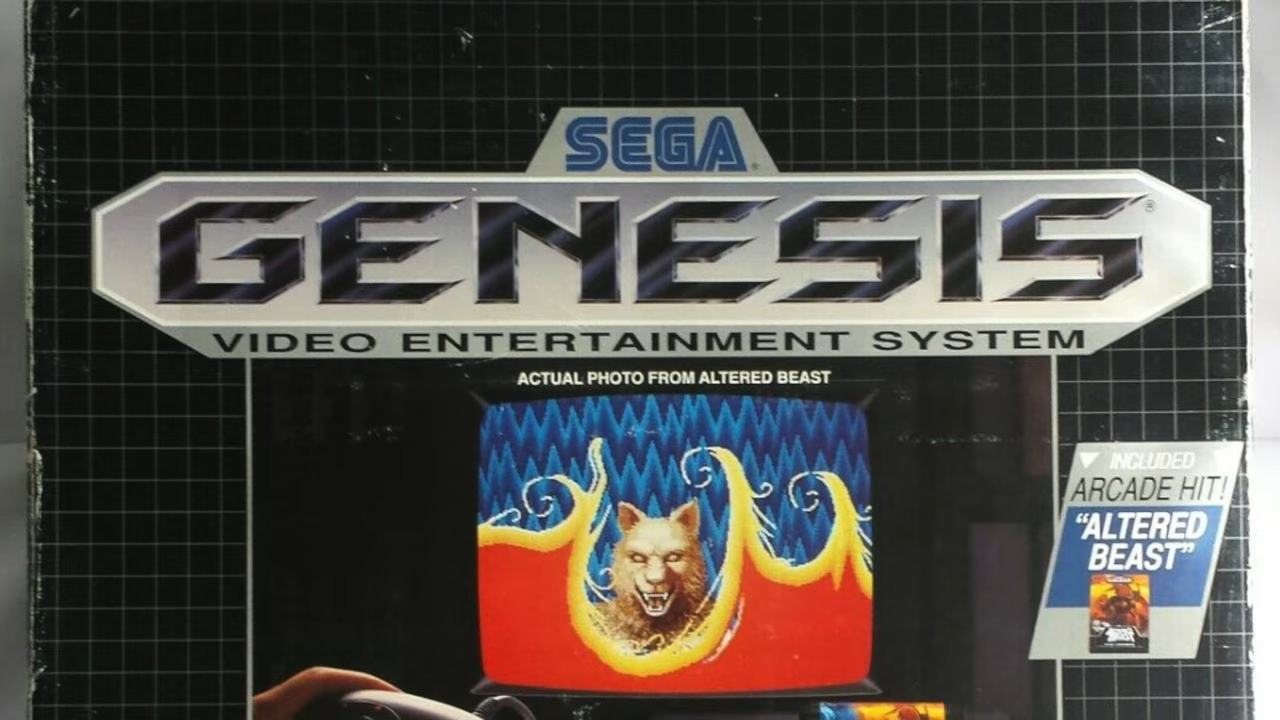 SEGA®
GENESIS®
VIDEO ENTERTAINMENT SYSTEM
ACTUAL PHOTO FROM ALTERED BEAST
INCLUDED
ARCADE HIT!
"ALTERED
BEAST"